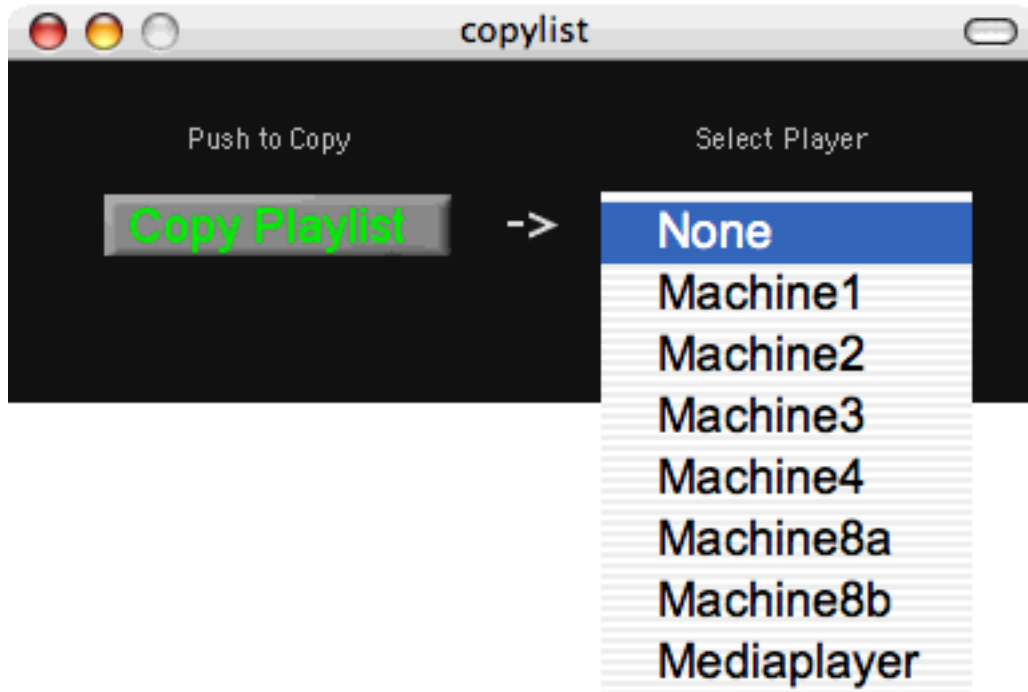 copylist
Push to Copy
Select Player
Copy Playlist
->
None
Machine1
Machine2
Machine3
Machine4
Machine8a
Machine8b
Mediaplayer